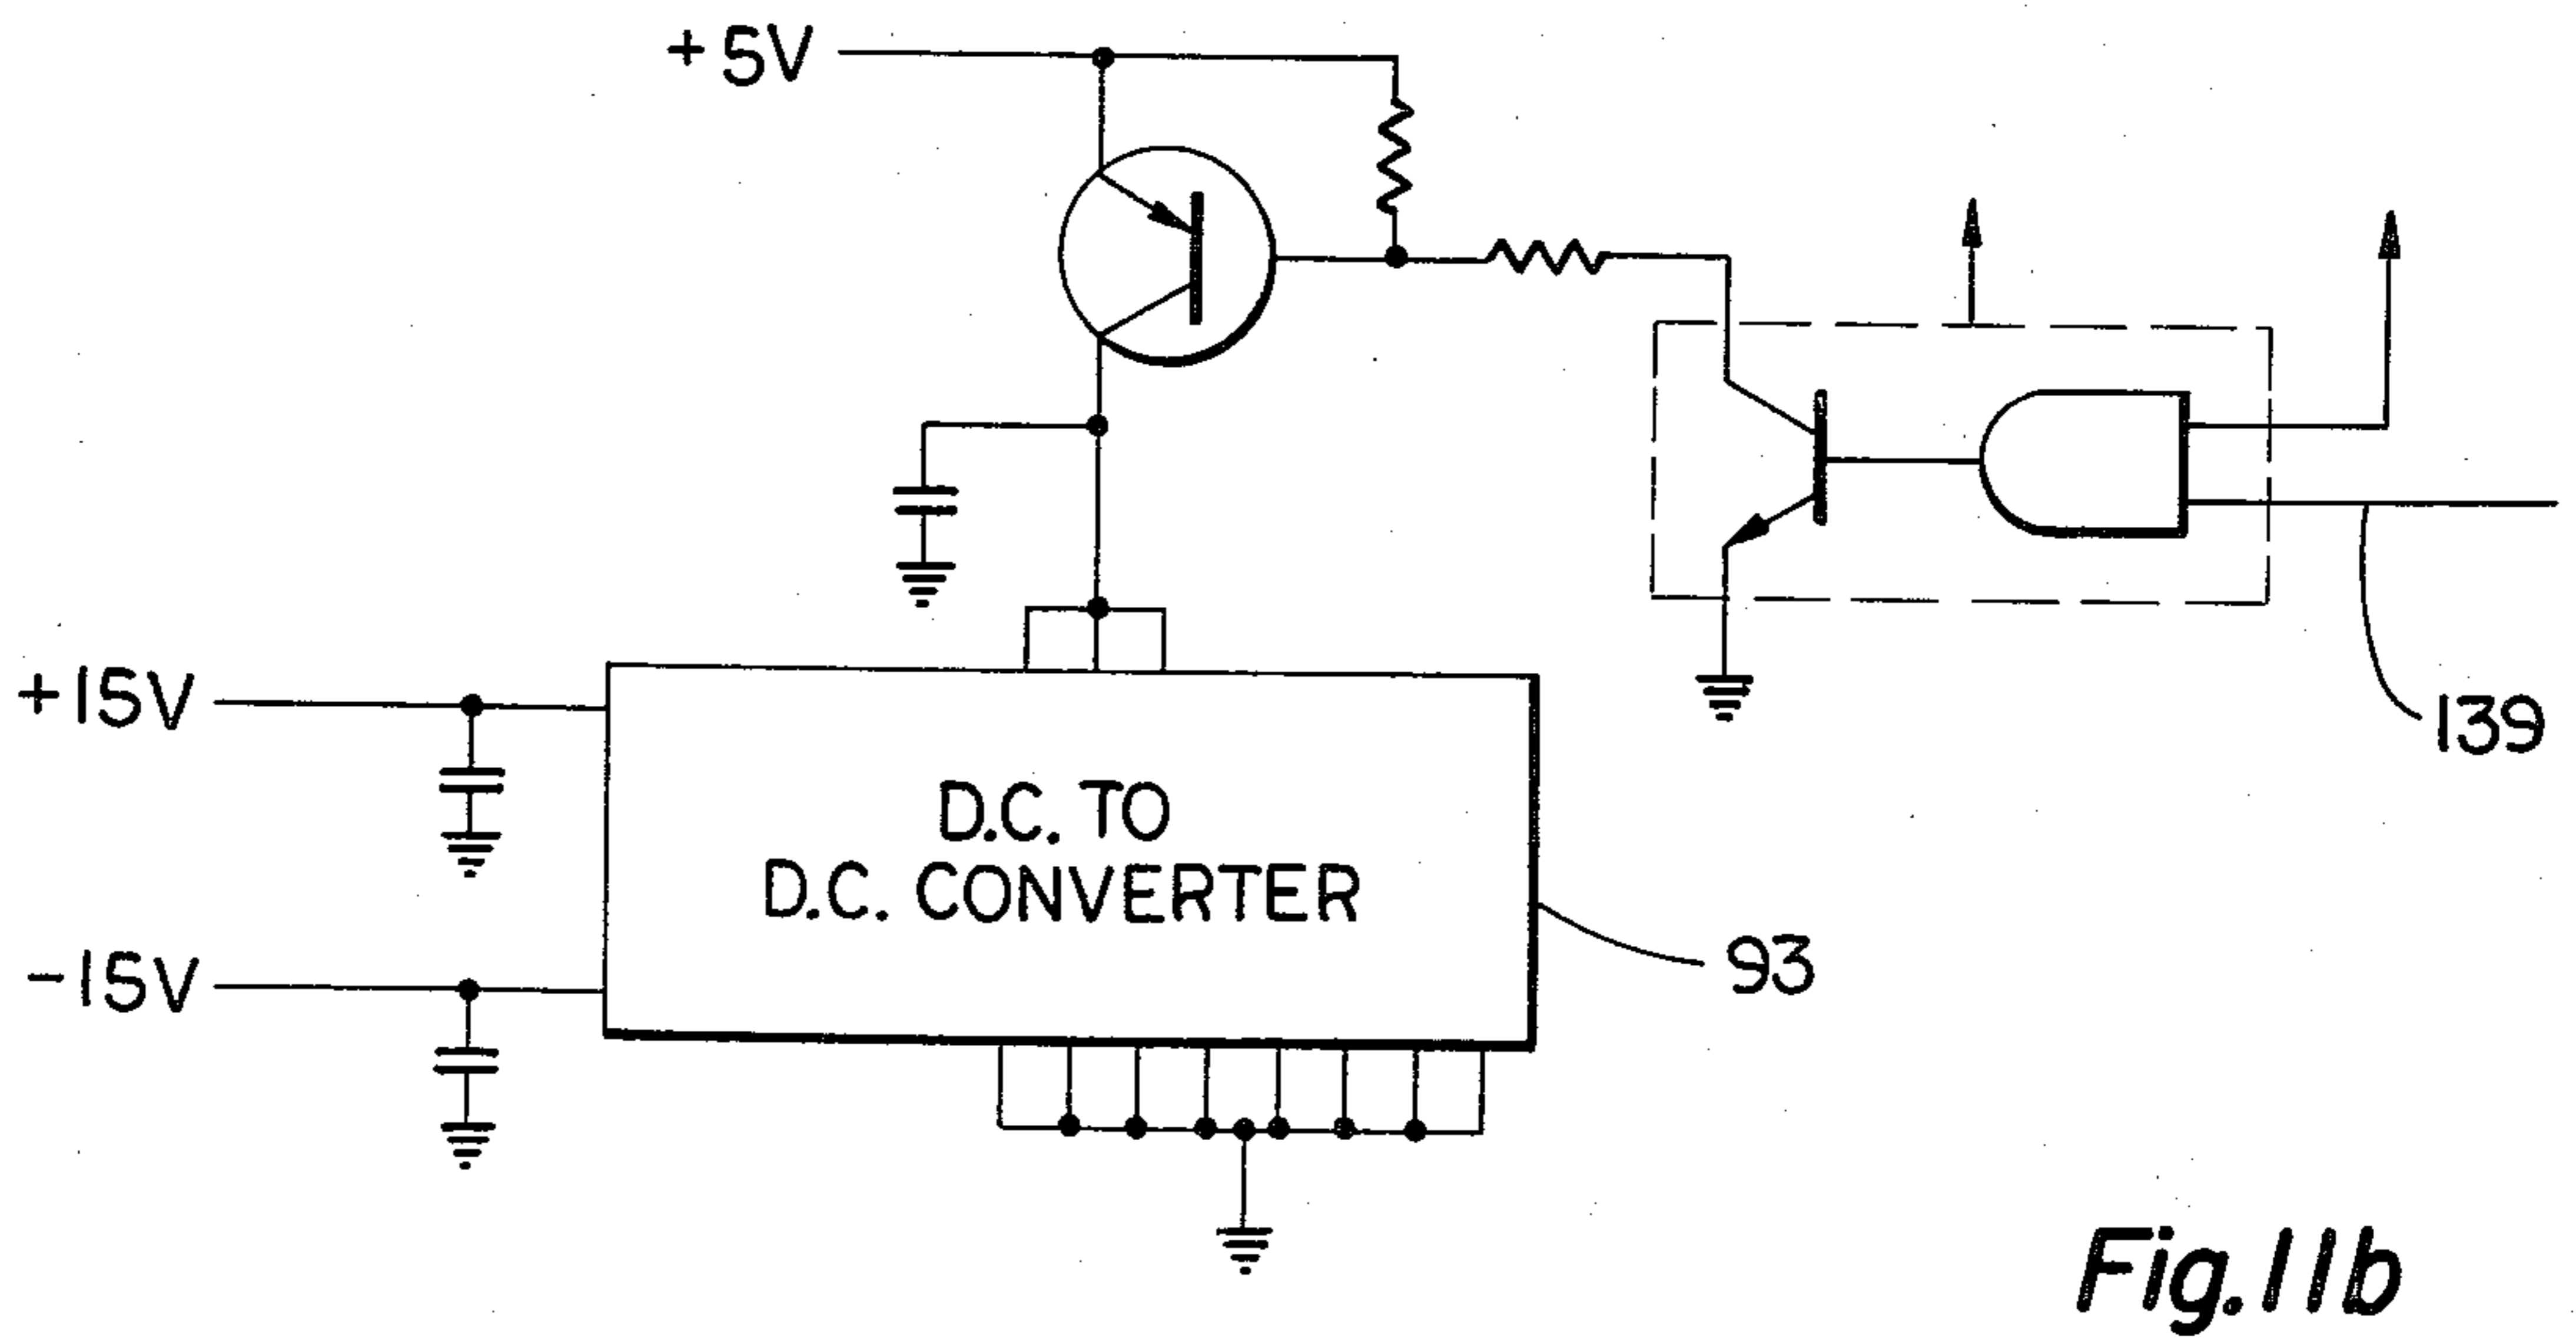 +5V
+15V
139
D.C. TO
D.C. CONVERTER
-15V
93
Fig. 11b